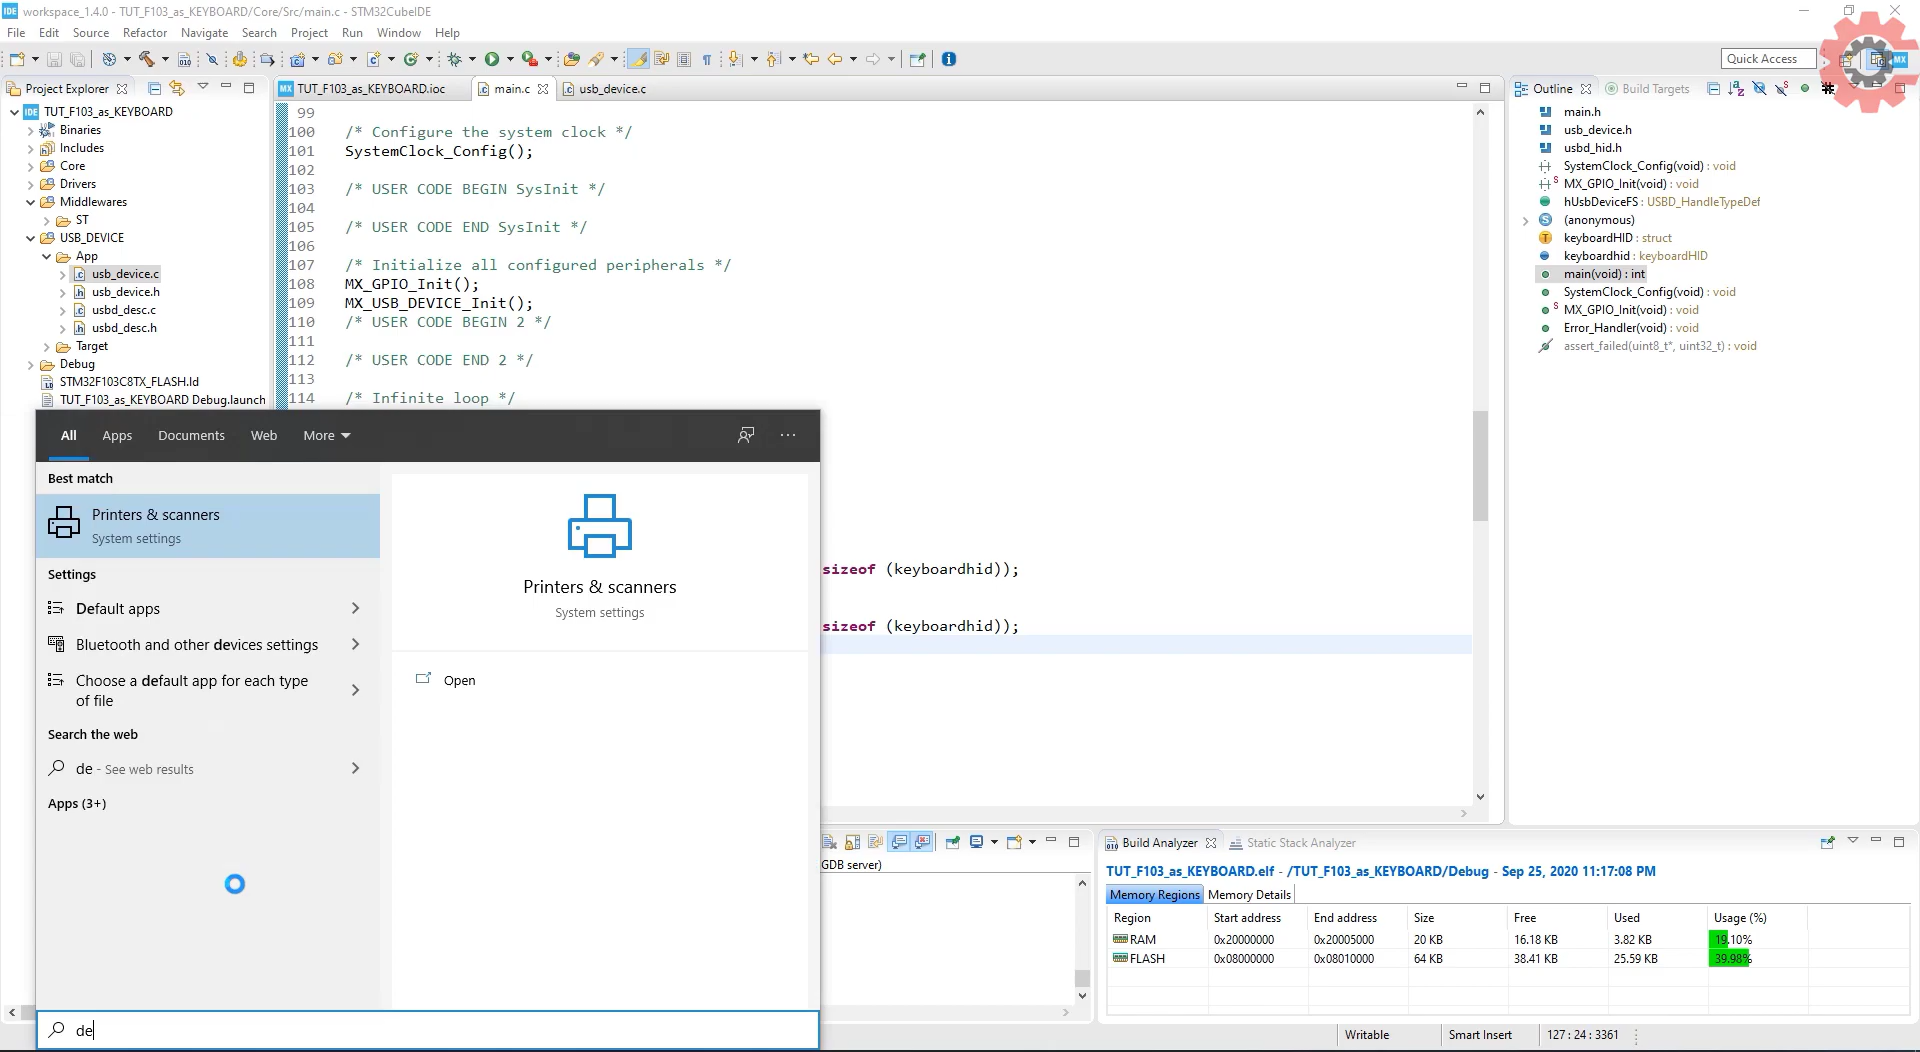 IDE workspace_1.4.0 - TUT_F103_as_KEYBOARD/Core/Src/main.c - STM32CubeIDE
File Edit Source Refactor Navigate Search Project Run Window Help
Quick Access
Project Explorer
MX TUT_F103_as_KEYBOARD.ioc
main.c
usb_device.c
Outline
Build Targets
IDE TUT_F103_as_KEYBOARD
Binaries
Includes
Core
Drivers
Middlewares
ST
USB_DEVICE
App
usb_device.c
usb_device.h
usbd_desc.c
usbd_desc.h
Target
Debug
STM32F103C8TX_FLASH.ld
TUT_F103_as_KEYBOARD Debug.launch
99
100 /* Configure the system clock */
101 SystemClock_Config();
102
103 /* USER CODE BEGIN SysInit */
104
105 /* USER CODE END SysInit */
106
107 /* Initialize all configured peripherals */
108 MX_GPIO_Init();
109 MX_USB_DEVICE_Init();
110 /* USER CODE BEGIN 2 */
111
112 /* USER CODE END 2 */
113
114 /* Infinite loop */
sizeof (keyboardhid));
sizeof (keyboardhid));
main.h
usb_device.h
usbd_hid.h
SystemClock_Config(void) : void
MX_GPIO_Init(void) : void
hUsbDeviceFS : USBD_HandleTypeDef
(anonymous)
keyboardHID : struct
keyboardhid : keyboardHID
main(void) : int
SystemClock_Config(void) : void
MX_GPIO_Init(void) : void
Error_Handler(void) : void
assert_failed(uint8_t*, uint32_t) : void
All Apps Documents Web More
Best match
Printers & scanners
System settings
Settings
Default apps
Bluetooth and other devices settings
Choose a default app for each type
of file
Search the web
de - See web results
Apps (3+)
Printers & scanners
System settings
Open
de
GDB server)
Build Analyzer
Static Stack Analyzer
TUT_F103_as_KEYBOARD.elf - /TUT_F103_as_KEYBOARD/Debug - Sep 25, 2020 11:17:08 PM
Memory Regions Memory Details
Region Start address End address Size Free Used Usage (%)
RAM 0x20000000 0x20005000 20 KB 16.18 KB 3.82 KB 19.10%
FLASH 0x08000000 0x08010000 64 KB 38.41 KB 25.59 KB 39.98%
Writable Smart Insert 127 : 24 : 3361